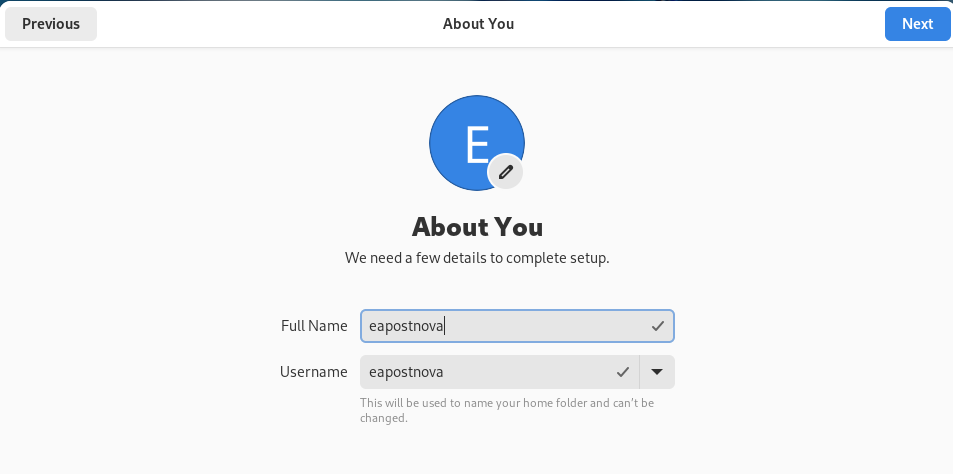 Previous
About You
Next
E
About You
We need a few details to complete setup.
Full Name eapostnova
Username eapostnova
This will be used to name your home folder and can't be
changed.